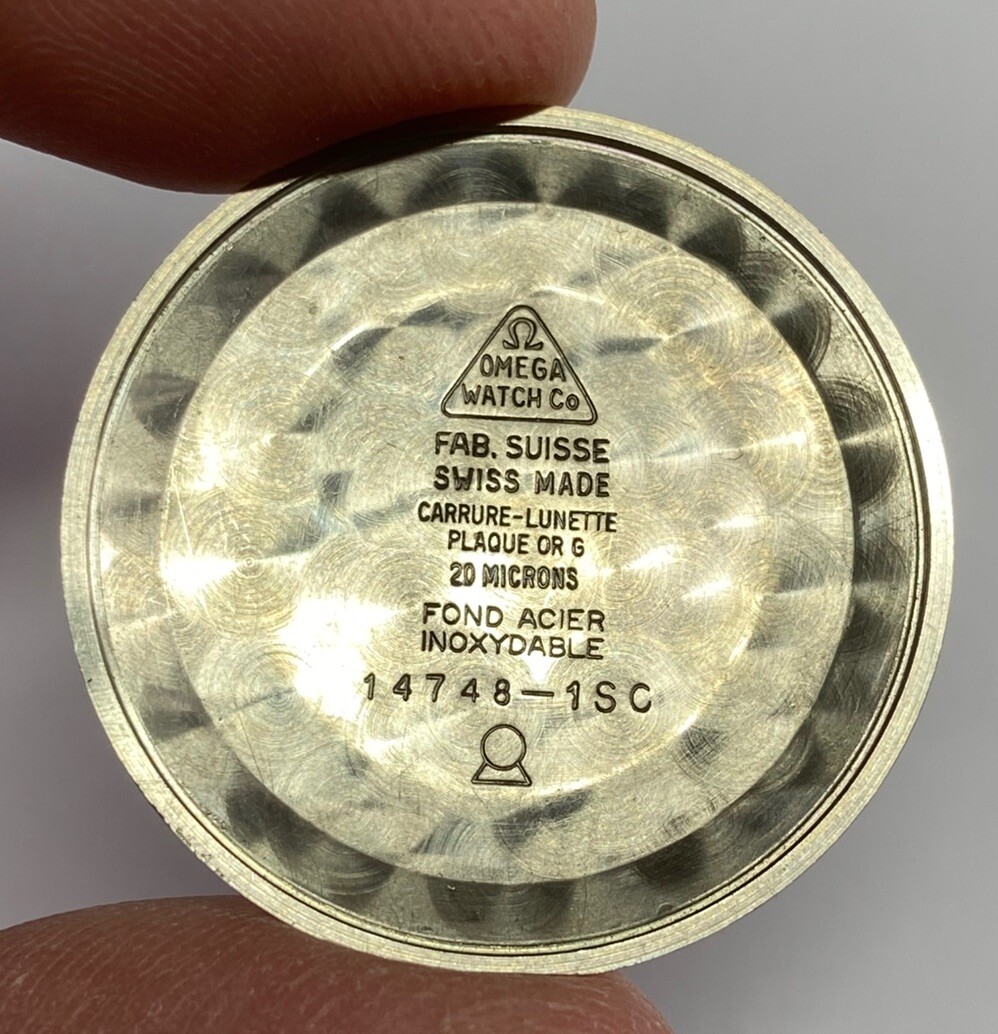 Ω
OMEGA
WATCH Co
FAB. SUISSE
SWISS MADE
CARRURE-LUNETTE
PLAQUE OR G
20 MICRONS
FOND ACIER
INOXYDABLE
14748-1SC